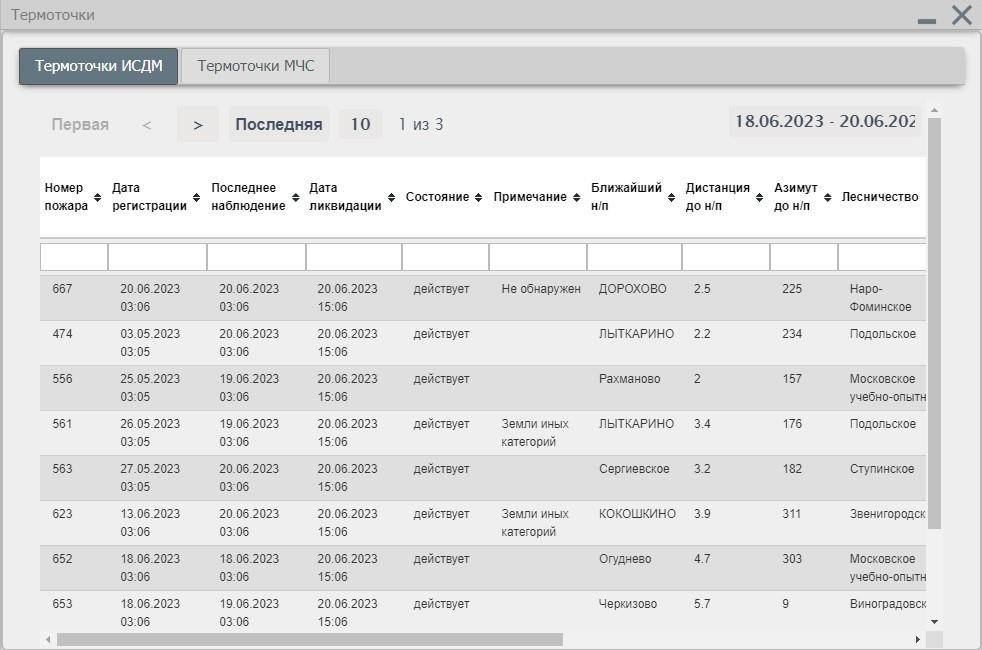 Термоточки
Термоточки ИСДМ Термоточки МЧС
Первая < > Последняя 10 1 из 3 18.06.2023 - 20.06.202
Номер пожара Дата регистрации Последнее наблюдение Дата ликвидации Состояние Примечание Ближайший н/п Дистанция до н/п Азимут до н/п Лесничество
667 20.06.2023 20.06.2023 20.06.2023 действует Не обнаружен ДОРОХОВО 2.5 225 Наро-
03:06 03:06 15:06 Фоминское
474 03.05.2023 20.06.2023 20.06.2023 действует ЛЫТКАРИНО 2.2 234 Подольское
03:05 03:06 15:06
556 25.05.2023 19.06.2023 20.06.2023 действует Рахманово 2 157 Московское
03:05 03:06 15:06 учебно-опытн
561 26.05.2023 19.06.2023 20.06.2023 действует Земли иных ЛЫТКАРИНО 3.4 176 Подольское
03:05 03:06 15:06 категорий
563 27.05.2023 20.06.2023 20.06.2023 действует Сергиевское 3.2 182 Ступинское
03:05 03:06 15:06
623 13.06.2023 20.06.2023 20.06.2023 действует Земли иных КОКОШКИНО 3.9 311 Звенигородск
03:06 03:06 15:06 категорий
652 18.06.2023 18.06.2023 20.06.2023 действует Огуднево 4.7 303 Московское
03:06 03:06 15:06 учебно-опытн
653 18.06.2023 19.06.2023 20.06.2023 действует Черкизово 5.7 9 Виноградовск
03:06 03:06 15:06